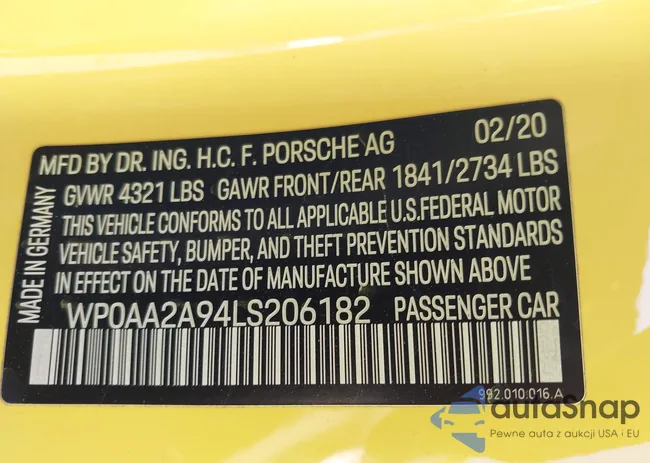 MFD BY DR. ING. H.C. F. PORSCHE AG 02/20
GVWR 4321 LBS GAWR FRONT/REAR 1841/2734 LBS
THIS VEHICLE CONFORMS TO ALL APPLICABLE U.S.FEDERAL MOTOR
VEHICLE SAFETY, BUMPER, AND THEFT PREVENTION STANDARDS
IN EFFECT ON THE DATE OF MANUFACTURE SHOWN ABOVE
WP0AA2A94LS206182 PASSENGER CAR
MADE IN GERMANY
992.010.016.A
autaSnap
Pewne auta z aukcji USA i EU